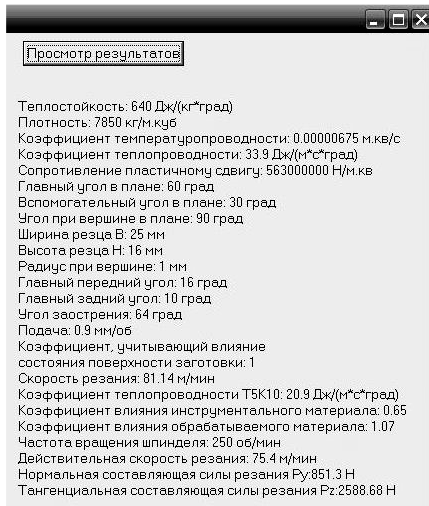 Просмотр результатов
Теплостойкость: 640 Дж/(кг*град)
Плотность: 7850 кг/м.куб
Коэффициент температуропроводности: 0.00000675 м.кв/с
Коэффициент теплопроводности: 33.9 Дж/(м*с*град)
Сопротивление пластичному сдвигу: 563000000 Н/м.кв
Главный угол в плане: 60 град
Вспомогательный угол в плане: 30 град
Угол при вершине в плане: 90 град
Ширина резца B: 25 мм
Высота резца H: 16 мм
Радиус при вершине: 1 мм
Главный передний угол: 16 град
Главный задний угол: 10 град
Угол заострения: 64 град
Подача: 0.9 мм/об
Коэффициент, учитывающий влияние
состояния поверхности заготовки: 1
Скорость резания: 81.14 м/мин
Коэффициент теплопроводности Т5К10: 20.9 Дж/(м*с*град)
Коэффициент влияния инструментального материала: 0.65
Коэффициент влияния обрабатываемого материала: 1.07
Частота вращения шпинделя: 250 об/мин
Действительная скорость резания: 75.4 м/мин
Нормальная составляющая силы резания Py:851.3 Н
Тангенциальная составляющая силы резания Pz:2588.68 Н